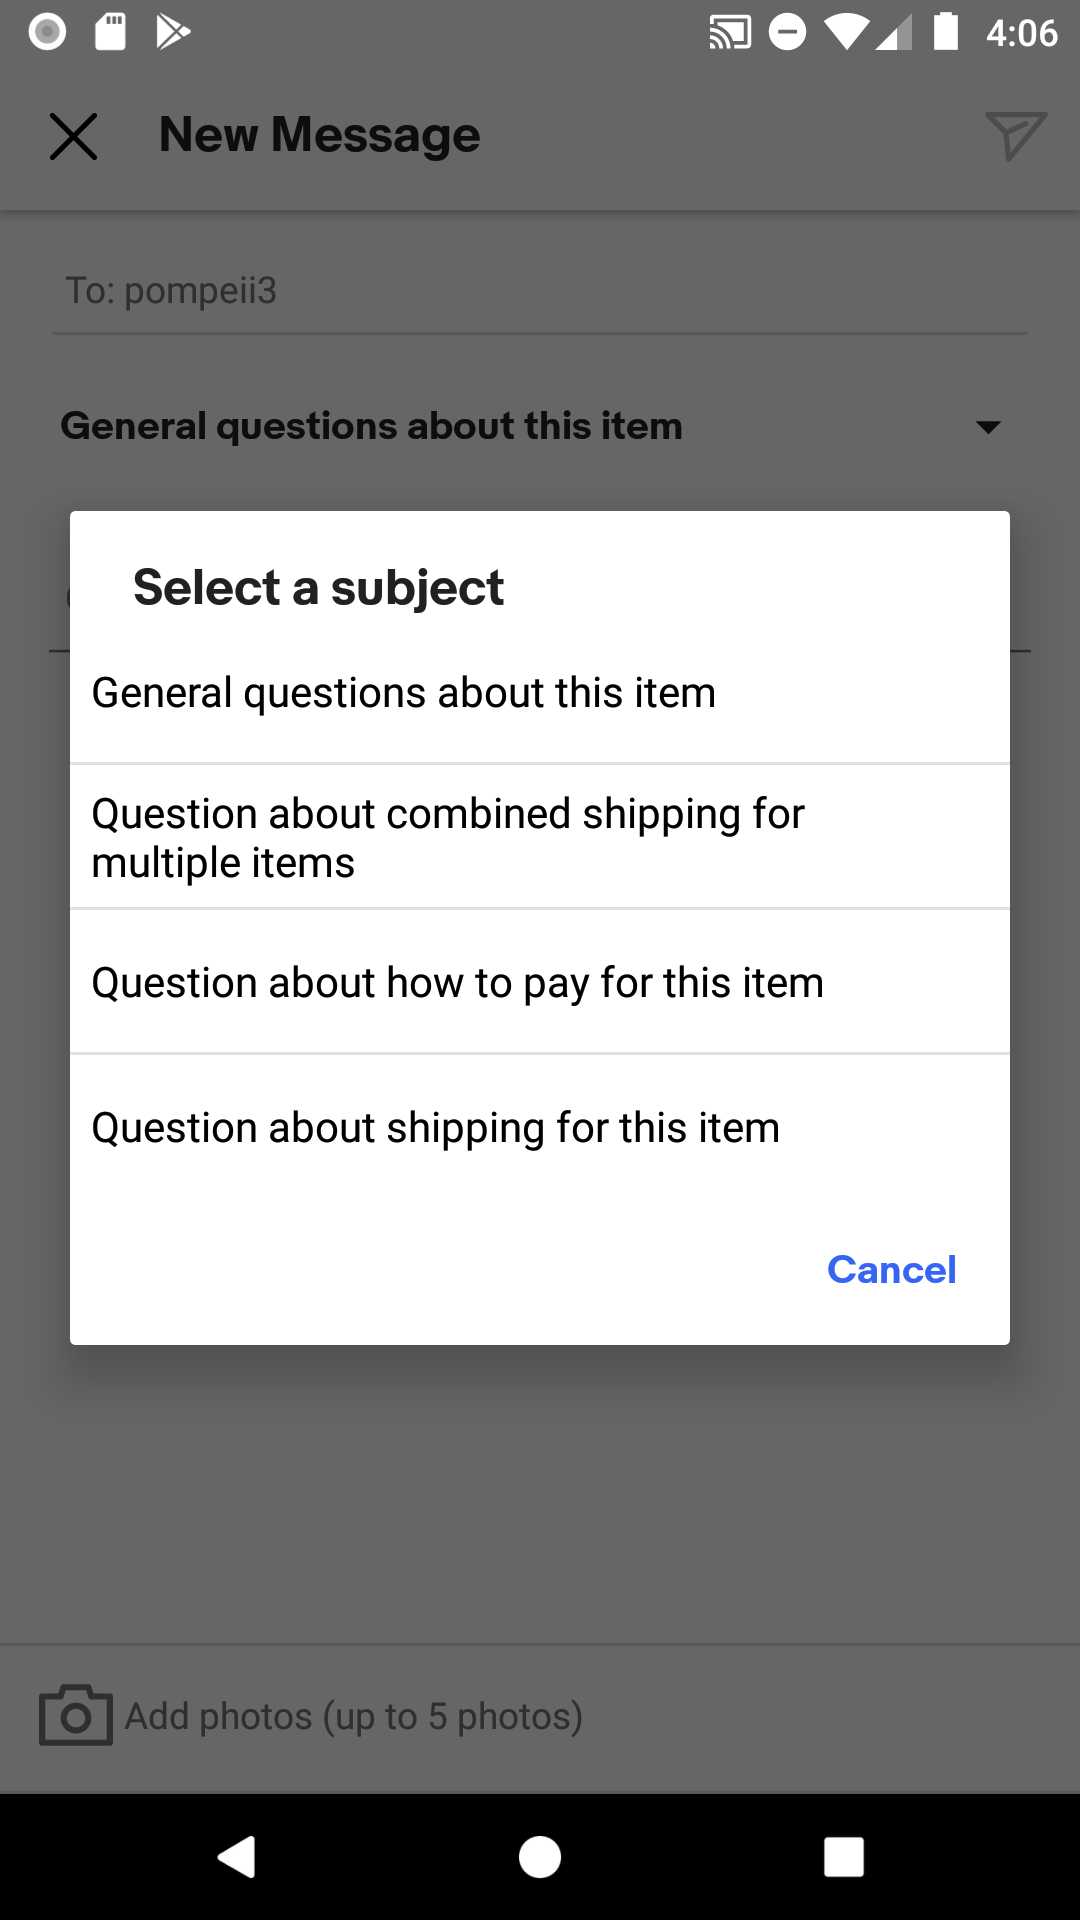 4:06
New Message
To: pompeii3
General questions about this item
Select a subject
General questions about this item
Question about combined shipping for
multiple items
Question about how to pay for this item
Question about shipping for this item
Cancel
Add photos (up to 5 photos)